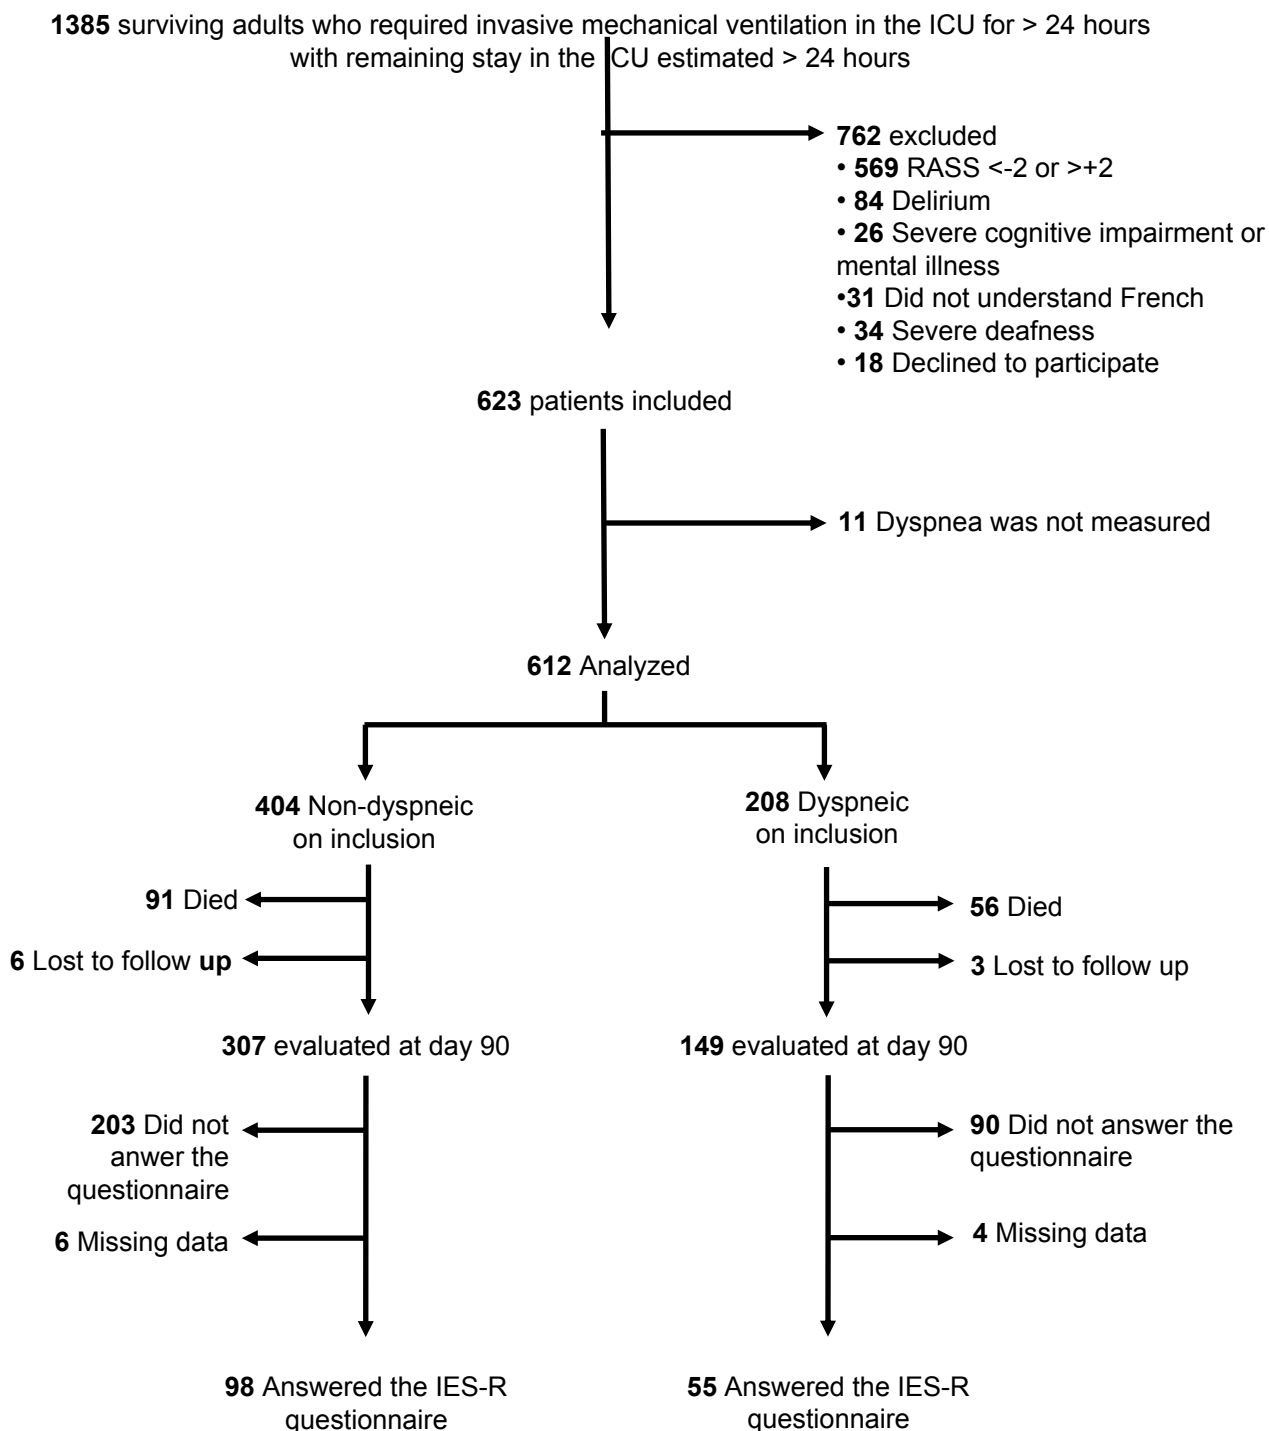 1385 surviving adults who required invasive mechanical ventilation in the ICU for > 24 hours
with remaining stay in the ICU estimated > 24 hours
762 excluded
• 569 RASS <-2 or >+2
• 84 Delirium
• 26 Severe cognitive impairment or
mental illness
•31 Did not understand French
• 34 Severe deafness
• 18 Declined to participate
623 patients included
11 Dyspnea was not measured
612 Analyzed
404 Non-dyspneic
on inclusion
208 Dyspneic
on inclusion
91 Died
56 Died
6 Lost to follow up
3 Lost to follow up
307 evaluated at day 90
149 evaluated at day 90
203 Did not
anwer the
questionnaire
90 Did not answer the
questionnaire
6 Missing data
4 Missing data
98 Answered the IES-R
questionnaire
55 Answered the IES-R
questionnaire